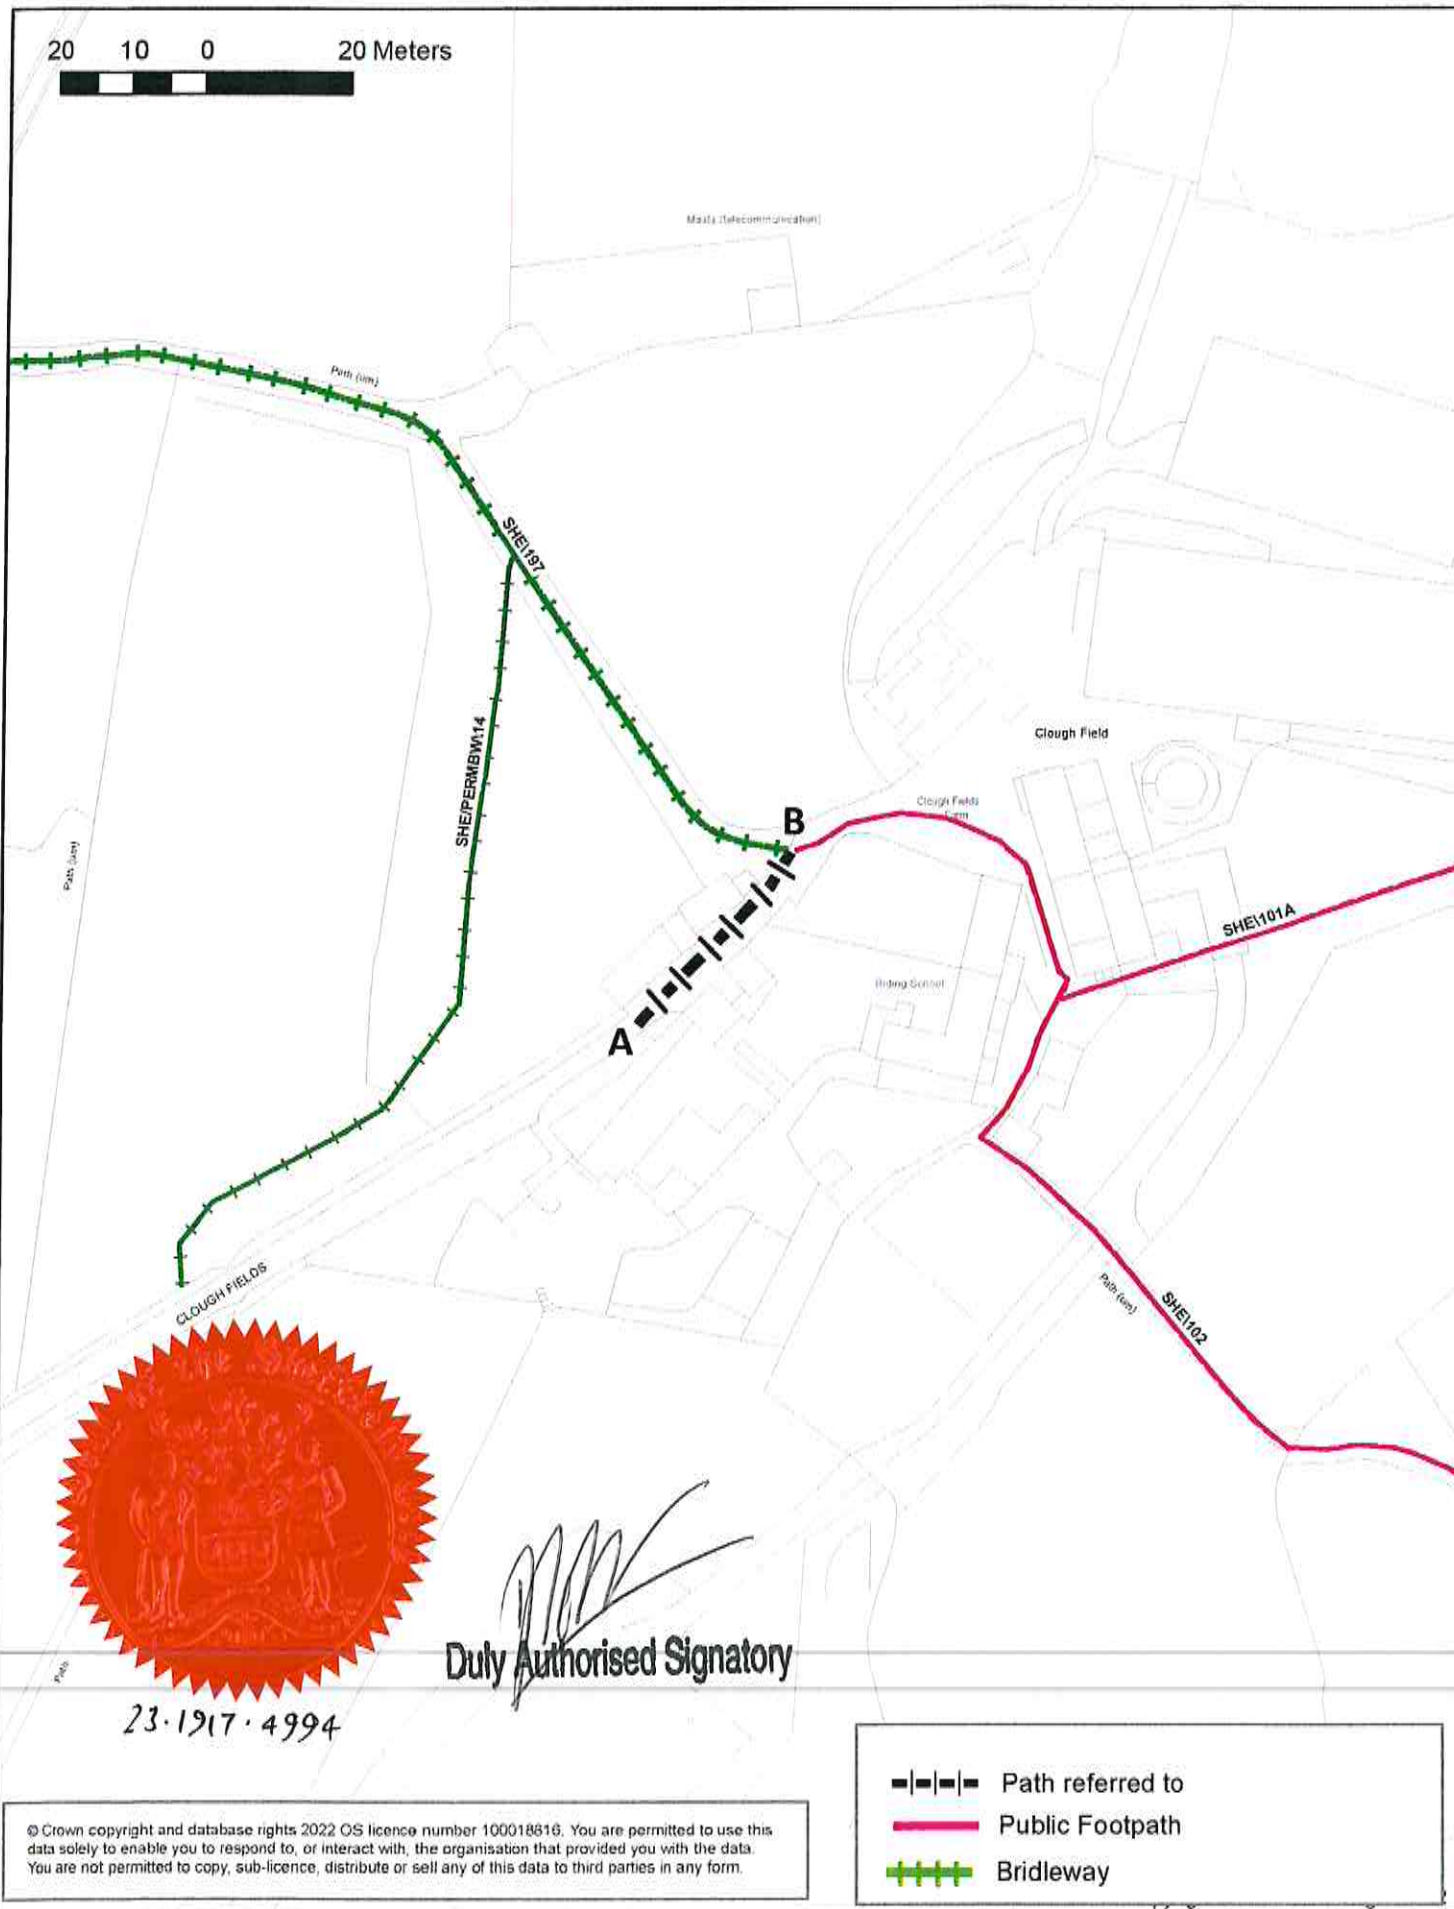 20 10 0 20 Meters
Masts (telecommunication)
Path (um)
SHE\197
SHE/PERMBW\14
Clough Field
B
Clough Fields
Farm
Path (um)
SHE\101A
Riding School
A
CLOUGH FIELDS
Path (um)
SHE\102
Duly Authorised Signatory
Path
23.1917.4994
Path referred to
Public Footpath
Bridleway
© Crown copyright and database rights 2022 OS licence number 100018816. You are permitted to use this
data solely to enable you to respond to, or interact with, the organisation that provided you with the data.
You are not permitted to copy, sub-licence, distribute or sell any of this data to third parties in any form.